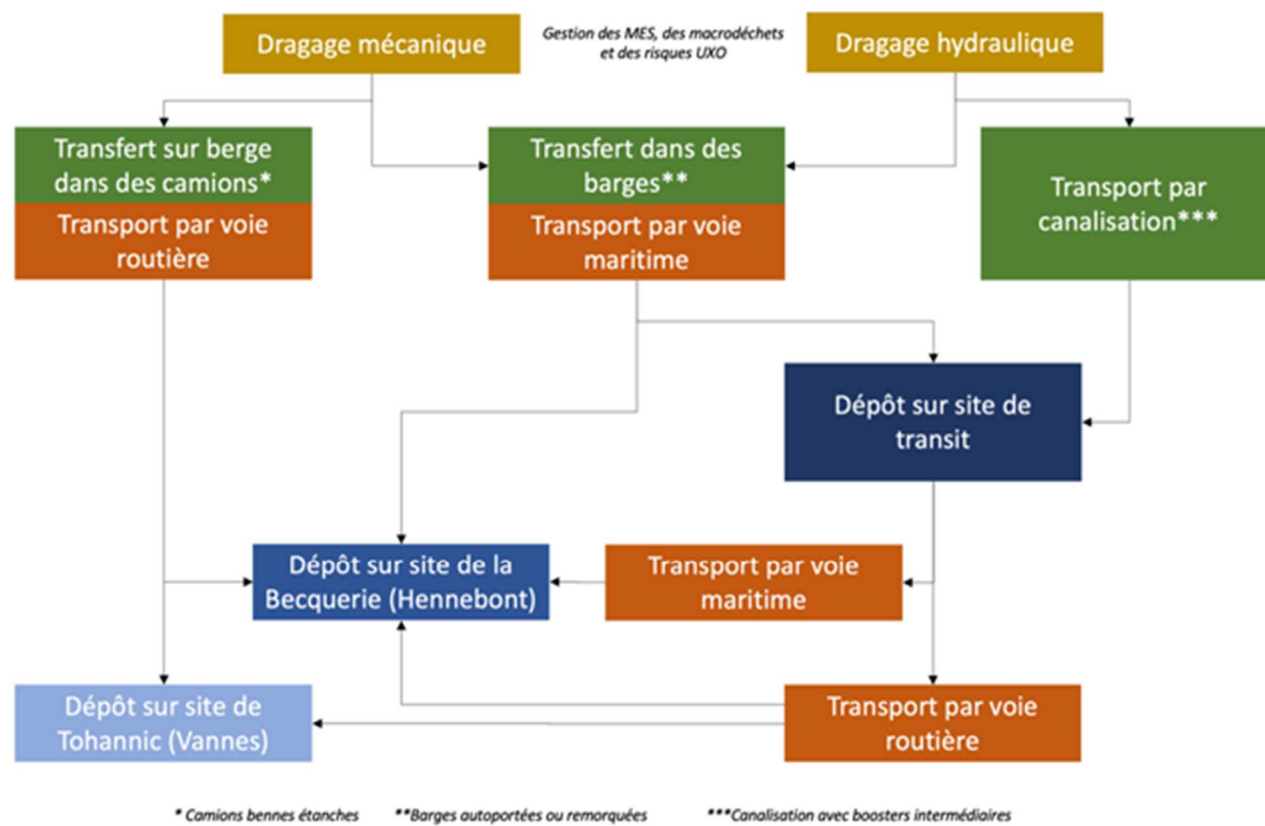 Dragage mécanique
Gestion des MES, des macrodéchets
et des risques UXO
Dragage hydraulique
Transfert sur berge
dans des camions*
Transport par voie
routière
Transfert dans des
barges**
Transport par voie
maritime
Transport par
canalisation***
Dépôt sur site de
transit
Dépôt sur site de la
Becquerie (Hennebont)
Transport par voie
maritime
Dépôt sur site de
Tohannic (Vannes)
Transport par voie
routière
* Camions bennes étanches
**Barges autoportées ou remorquées
***Canalisation avec boosters intermédiaires